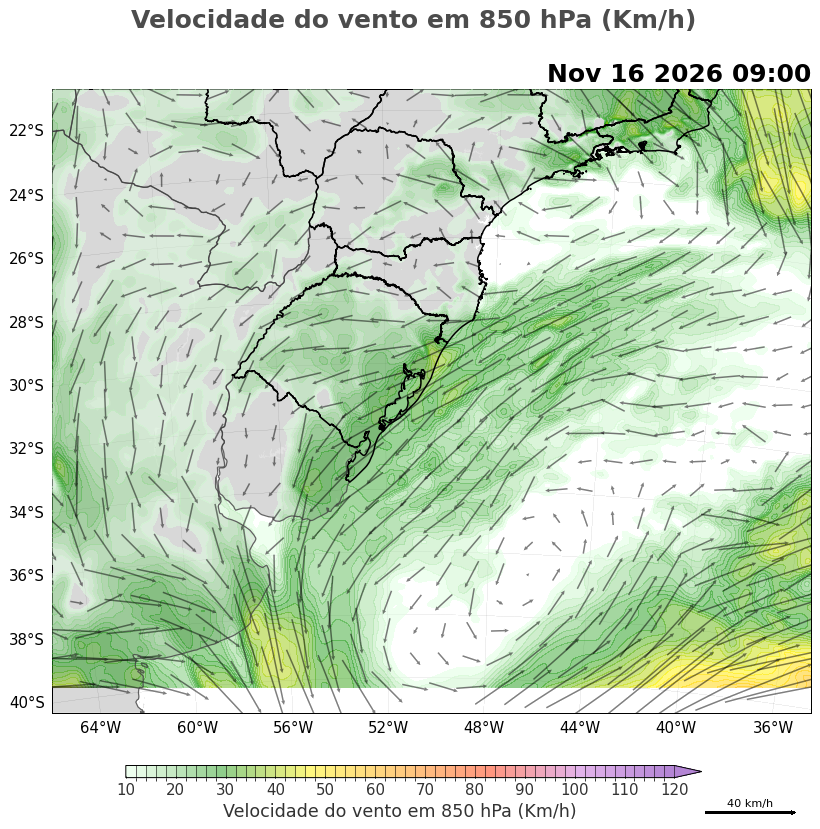 Velocidade do vento em 850 hPa (Km/h)
Nov 16 2026 09:00
22°S
24°S
26°S
28°S
30°S
32°S
34°S
36°S
38°S
40°S
64°W 60°W 56°W 52°W 48°W 44°W 40°W 36°W
10 20 30 40 50 60 70 80 90 100 110 120
Velocidade do vento em 850 hPa (Km/h)
40 km/h